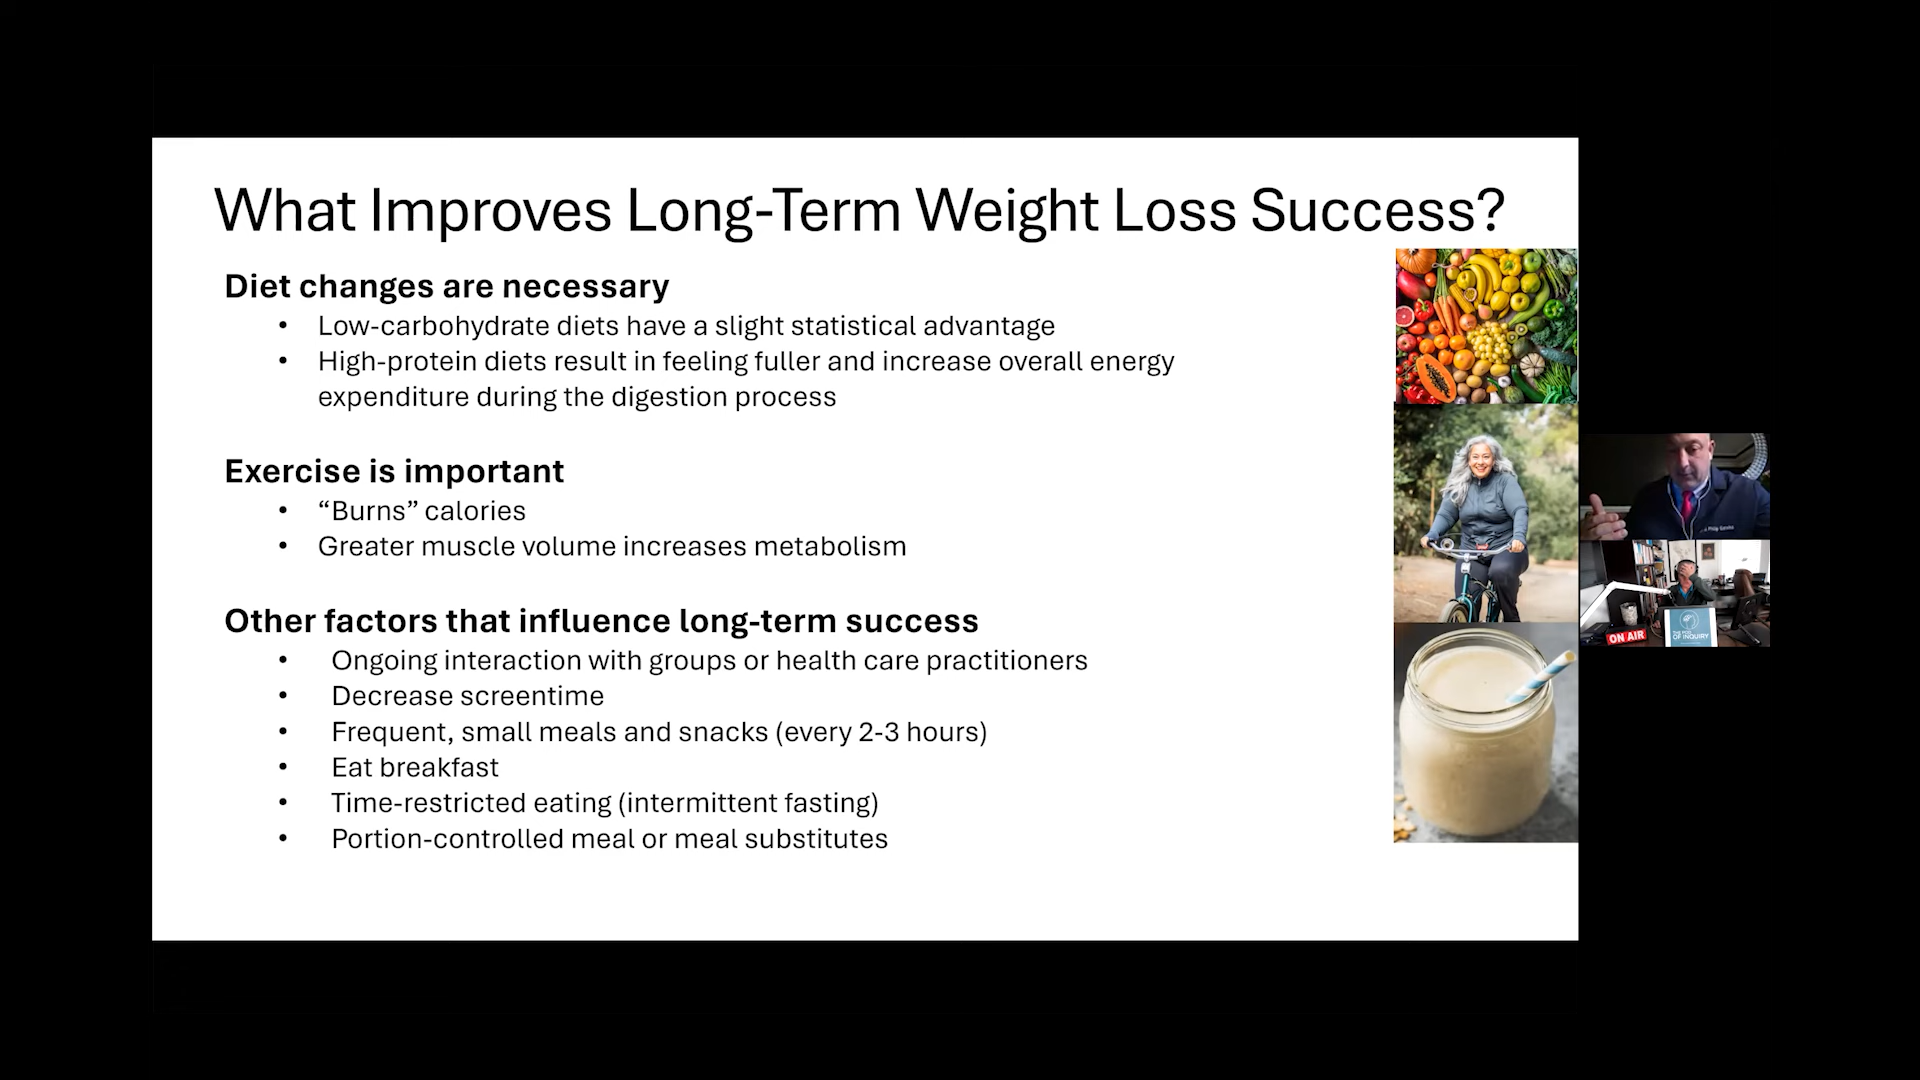 What Improves Long-Term Weight Loss Success?
Diet changes are necessary
• Low-carbohydrate diets have a slight statistical advantage
• High-protein diets result in feeling fuller and increase overall energy
expenditure during the digestion process
Exercise is important
• “Burns” calories
• Greater muscle volume increases metabolism
Other factors that influence long-term success
• Ongoing interaction with groups or health care practitioners
• Decrease screentime
• Frequent, small meals and snacks (every 2-3 hours)
• Eat breakfast
• Time-restricted eating (intermittent fasting)
• Portion-controlled meal or meal substitutes
ON AIR
OF INQUIRY